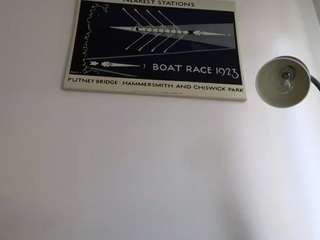 NEAREST STATIONS
BOAT RACE 1923
PUTNEY BRIDGE · HAMMERSMITH AND CHISWICK PARK